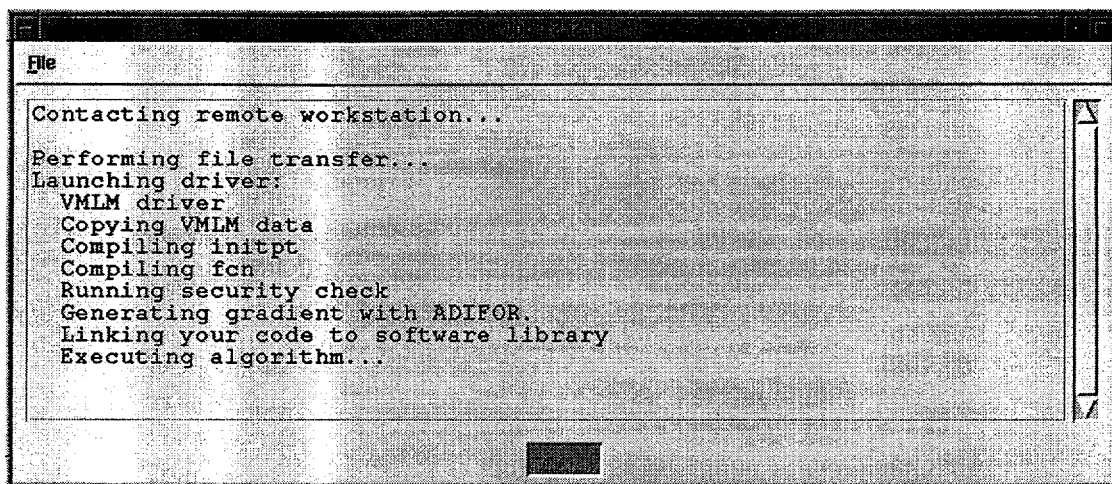 File
Contacting remote workstation...
Performing file transfer...
Launching driver:
VMLM driver
Copying VMLM data
Compiling initpt
Compiling fcn
Running security check
Generating gradient with ADIFOR.
Linking your code to software library
Executing algorithm...